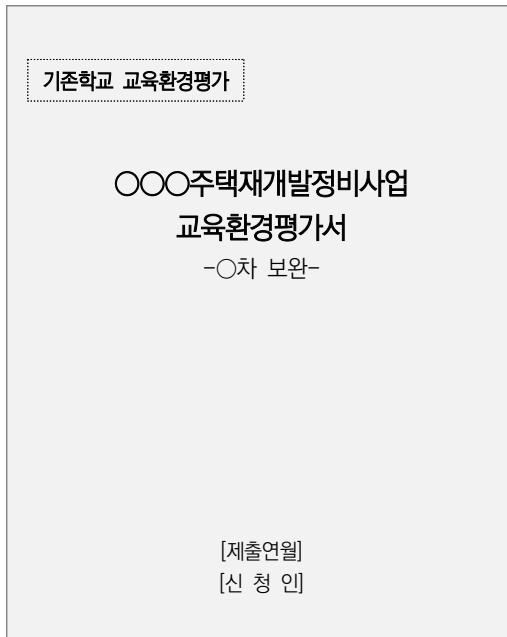 기존학교 교육환경평가
○○○주택재개발정비사업
교육환경평가서
-○차 보완-
[제출연월]
[신 청 인]